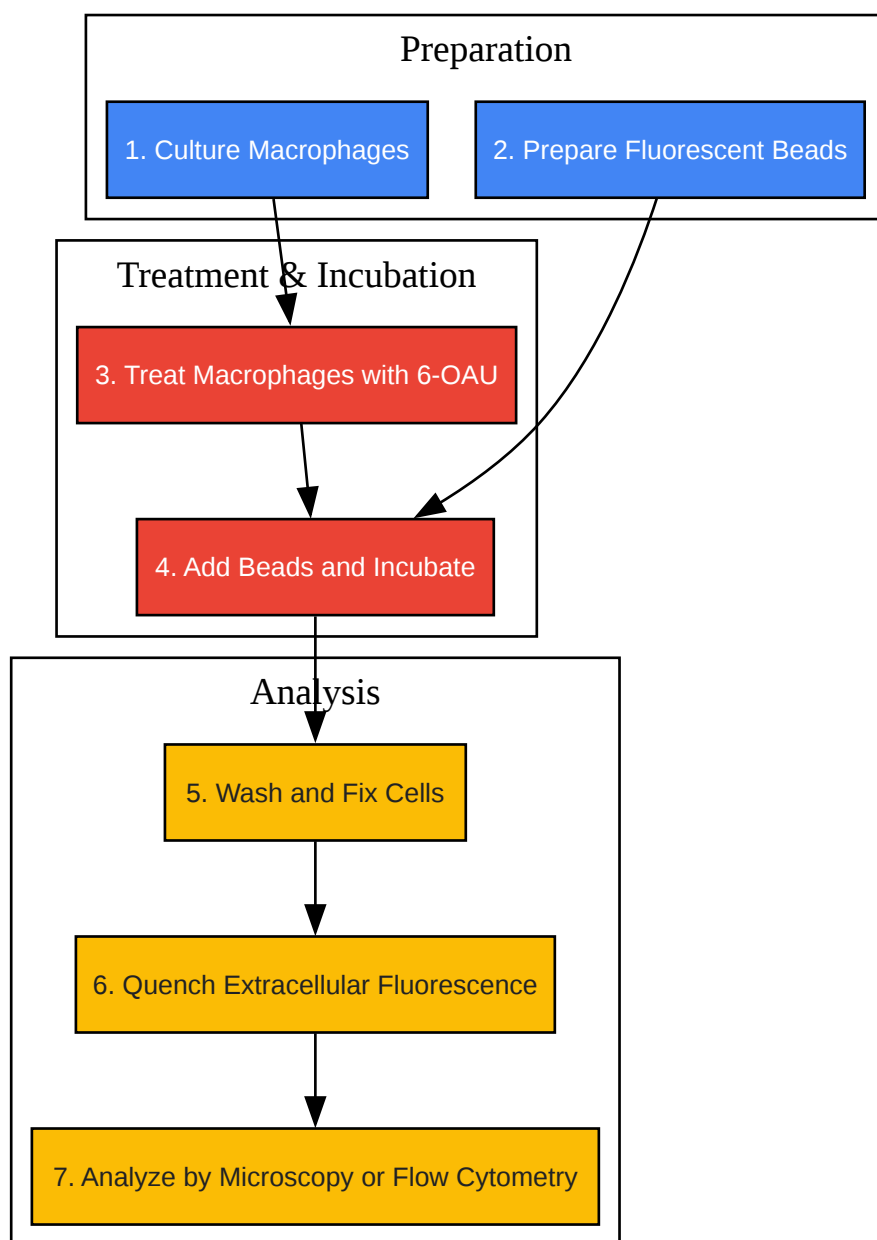 Preparation
1. Culture Macrophages
2. Prepare Fluorescent Beads
Treatment & Incubation
3. Treat Macrophages with 6-OAU
4. Add Beads and Incubate
Analysis
5. Wash and Fix Cells
6. Quench Extracellular Fluorescence
7. Analyze by Microscopy or Flow Cytometry